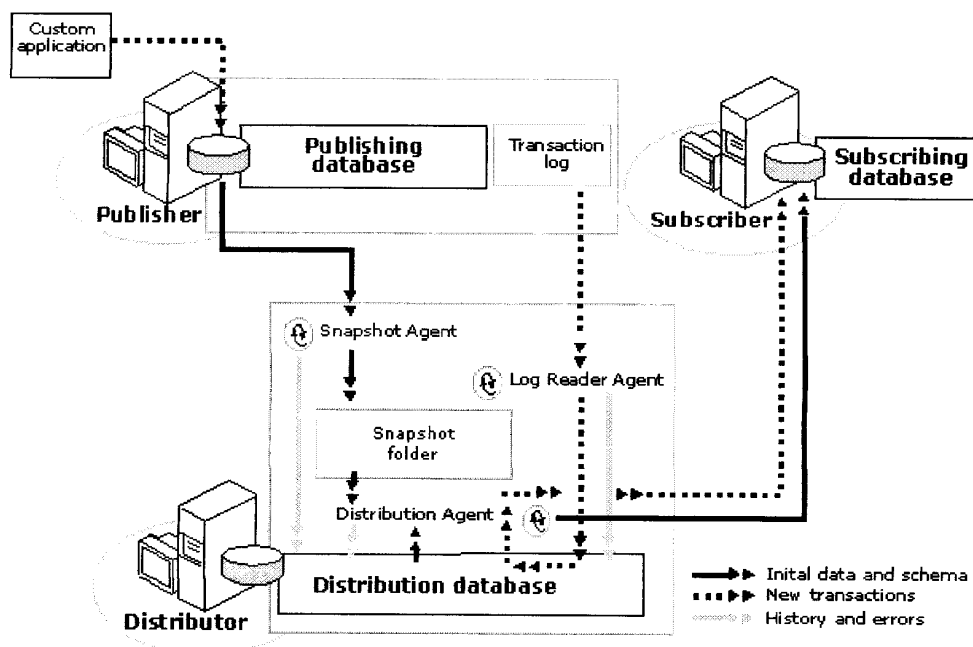 Custom
application
Publishing
database
Transaction
log
Publisher
Subscribing
database
Subscriber
Snapshot Agent
Log Reader Agent
Snapshot
folder
Distribution Agent
Distribution database
Distributor
Inital data and schema
New transactions
History and errors